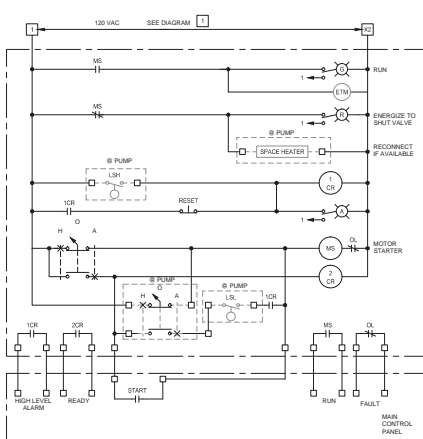 120 VAC SEE DIAGRAM 1
1 X2
MS G RUN
1
ETM
MS R ENERGIZE TO
SHUT VALVE
1
@ PUMP
SPACE HEATER
RECONNECT
IF AVAILABLE
@ PUMP
LSH
1
CR
1CR RESET A
1
O
H A
MS OL MOTOR
STARTER
2
CR
@ PUMP
O
H A
@ PUMP
LSL 1CR
1CR 2CR MS OL
START
HIGH LEVEL
ALARM
READY
RUN
FAULT
MAIN
CONTROL
PANEL